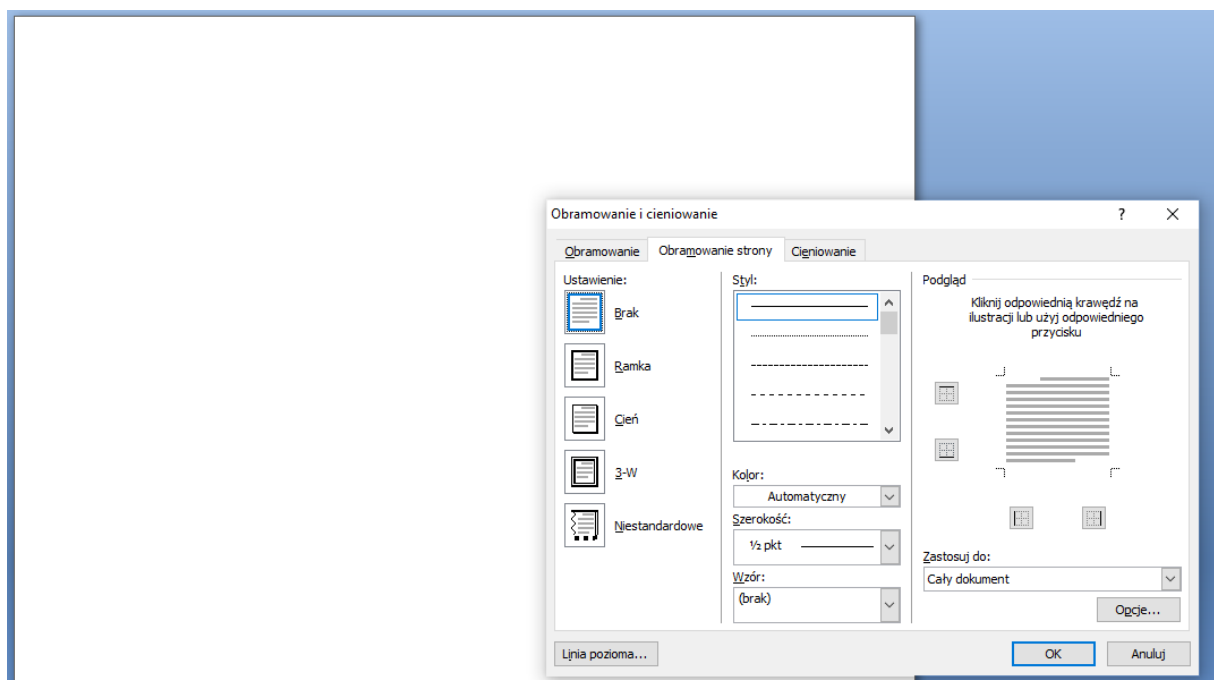 Obramowanie i cieniowanie
?
Obramowanie
Obramowanie strony
Cieniowanie
Ustawienie:
Brak
Ramka
Cień
3-W
Niestandardowe
Styl:
Kolor:
Automatyczny
Szerokość:
½ pkt
Wzór:
(brak)
Podgląd
Kliknij odpowiednią krawędź na
ilustracji lub użyj odpowiedniego
przycisku
Zastosuj do:
Cały dokument
Opcje...
Linia pozioma...
OK
Anuluj